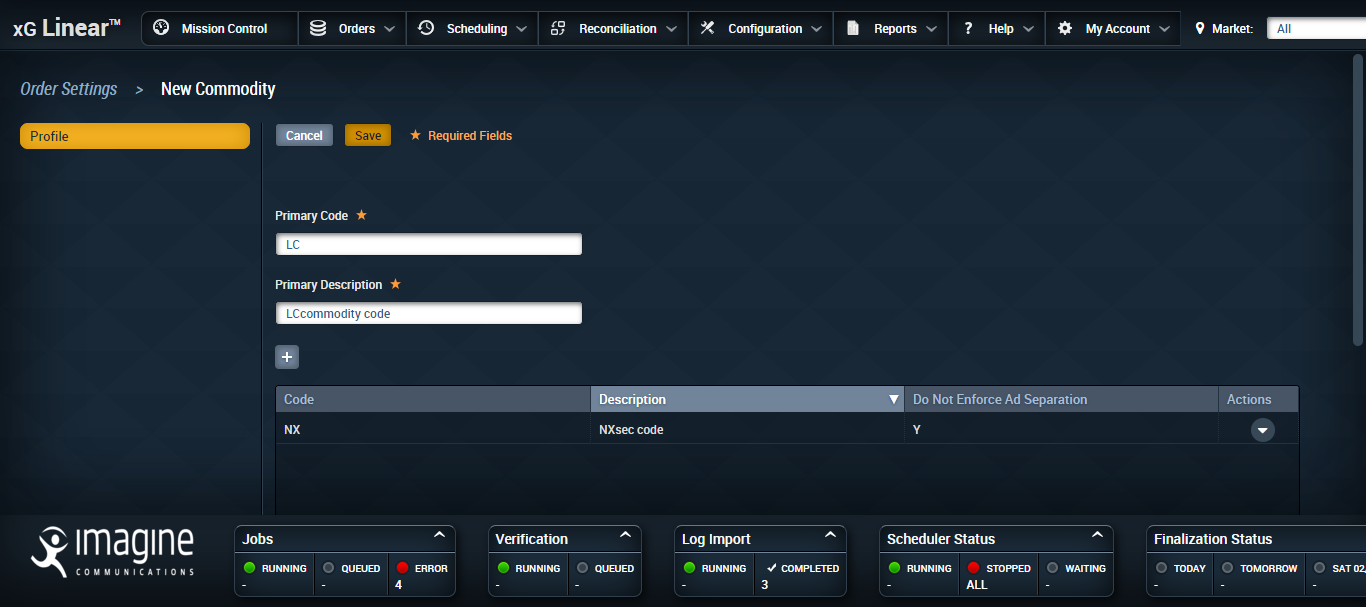 xG Linear™ Mission Control Orders Scheduling Reconciliation Configuration Reports ? Help My Account Market: All
Order Settings > New Commodity
Profile Cancel Save Required Fields
Primary Code
LC
Primary Description
LCcommodity code
+
Code Description Do Not Enforce Ad Separation Actions
NX NXsec code Y
imagine
COMMUNICATIONS
Jobs Verification Log Import Scheduler Status Finalization Status
RUNNING QUEUED ERROR RUNNING QUEUED RUNNING COMPLETED RUNNING STOPPED WAITING TODAY TOMORROW SAT 02,
- - 4 - - - 3 - ALL - - - -